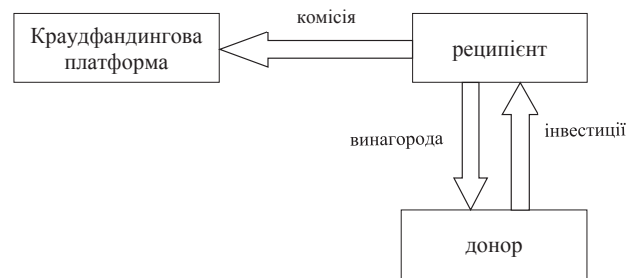 комісія
Краудфандингова
платформа
реципієнт
винагорода
інвестиції
донор